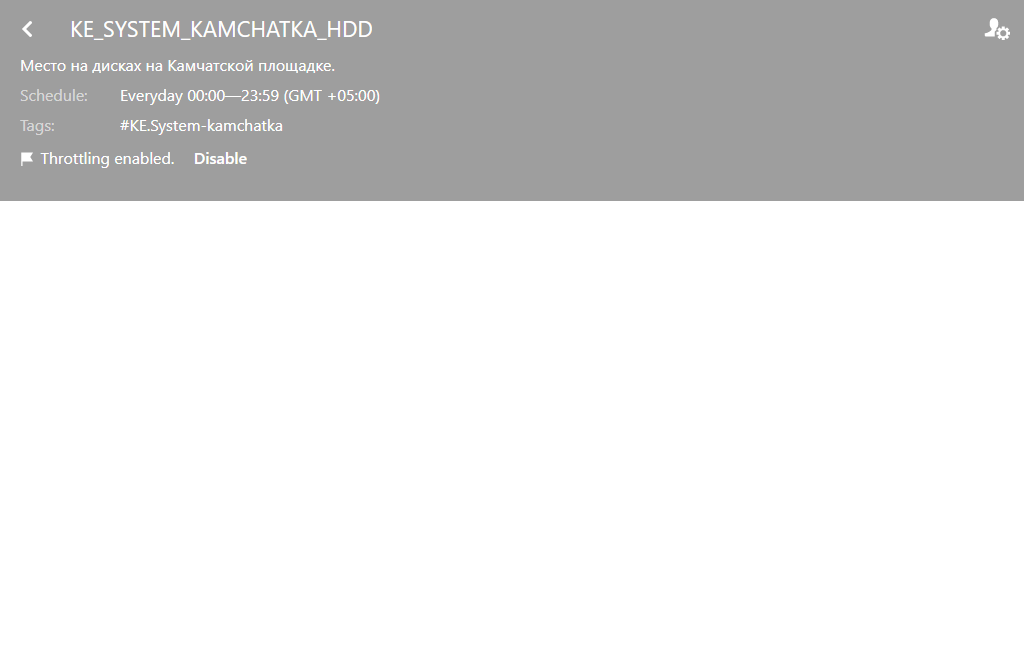 KE_SYSTEM_KAMCHATKA_HDD
Место на дисках на Камчатской площадке.
Schedule: Everyday 00:00—23:59 (GMT +05:00)
Tags: #KE.System-kamchatka
Throttling enabled. Disable